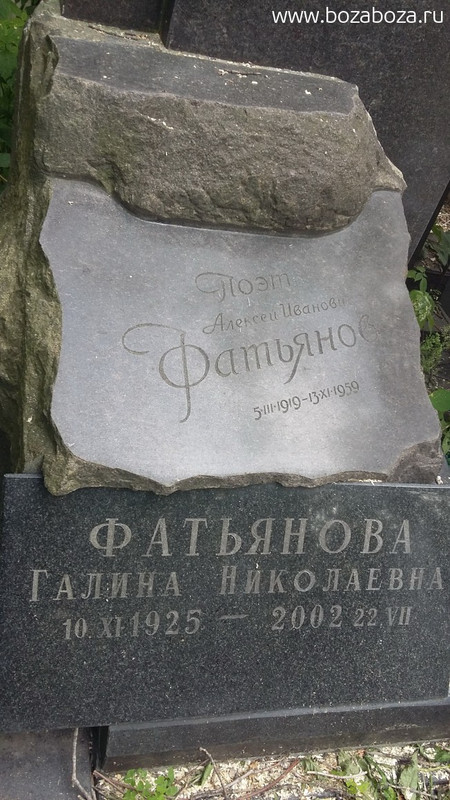 www.bozaboza.ru
Поэт
Алексей Иванови
Фатьянов
5·III·1919–13·XI·1959
ФАТЬЯНОВА
ГАЛИНА НИКОЛАЕВНА
10.XI 1925 — 2002 22.VII